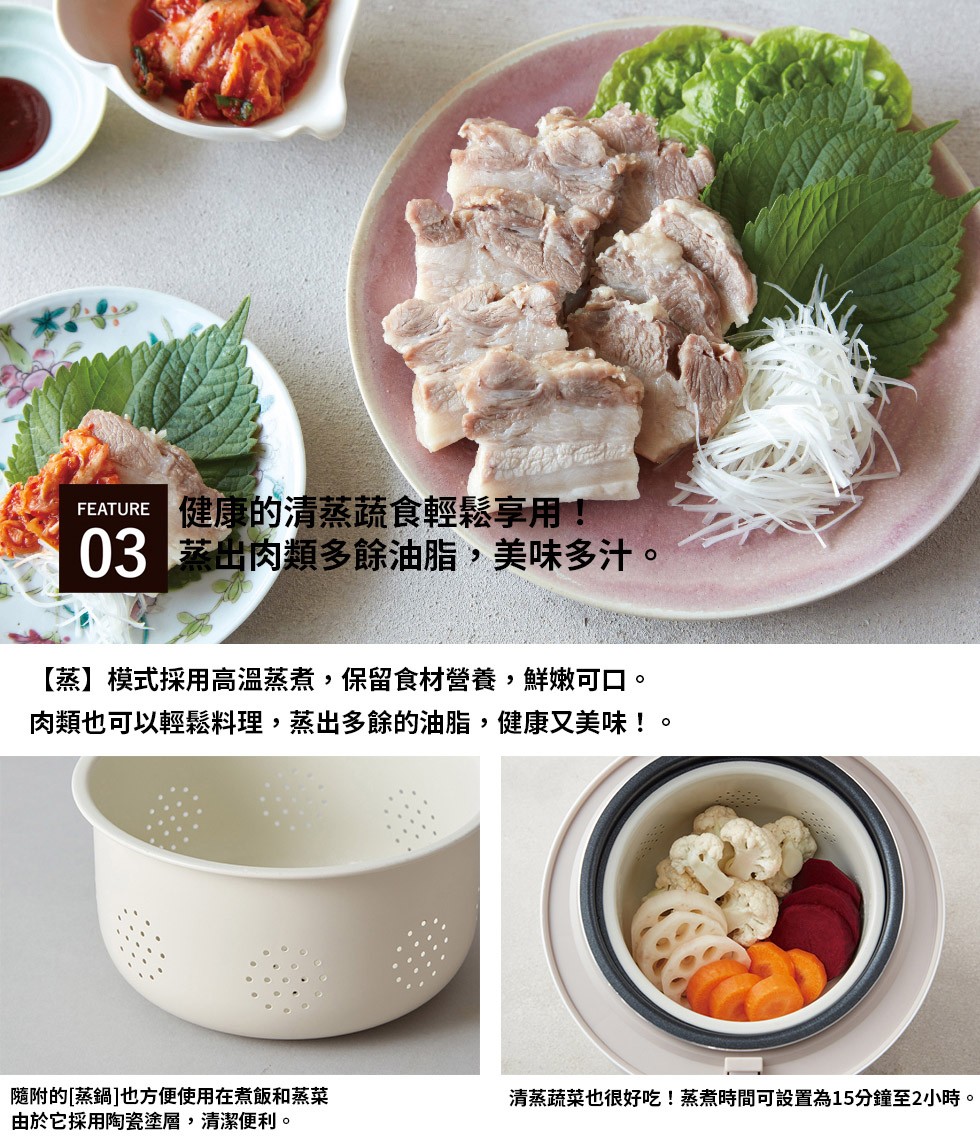 FEATURE
03
健康的清蒸蔬食輕鬆享用！
蒸出肉類多餘油脂，美味多汁。
【蒸】模式採用高溫蒸煮，保留食材營養，鮮嫩可口。
肉類也可以輕鬆料理，蒸出多餘的油脂，健康又美味！。
隨附的[蒸鍋]也方便使用在煮飯和蒸菜
由於它採用陶瓷塗層，清潔便利。
清蒸蔬菜也很好吃！蒸煮時間可設置為15分鐘至2小時。